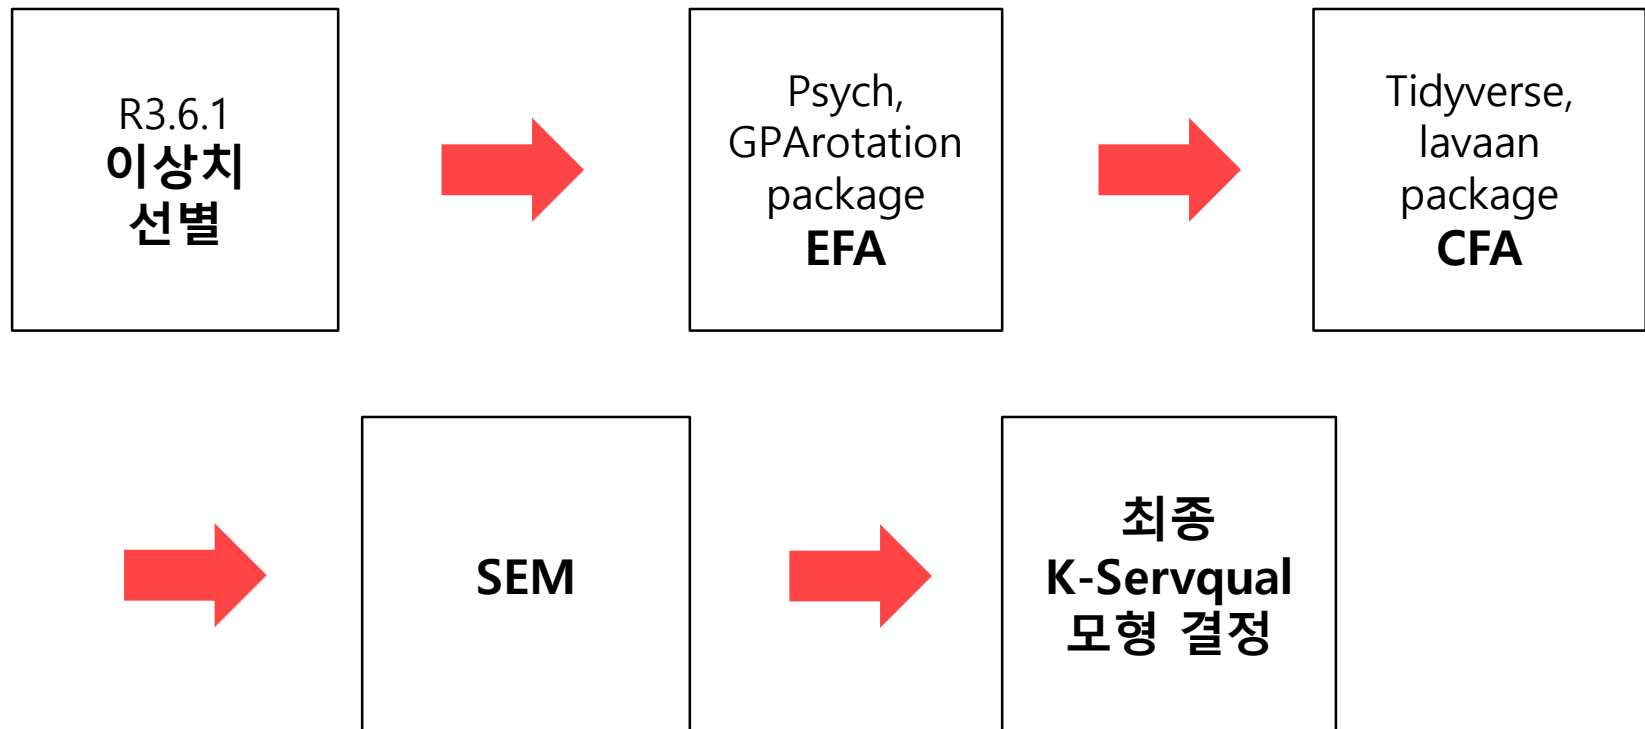 R3.6.1
이상치
선별
Psych,
GPArotation
package
EFA
Tidyverse,
lavaan
package
CFA
SEM
최종
K-Servqual
모형 결정